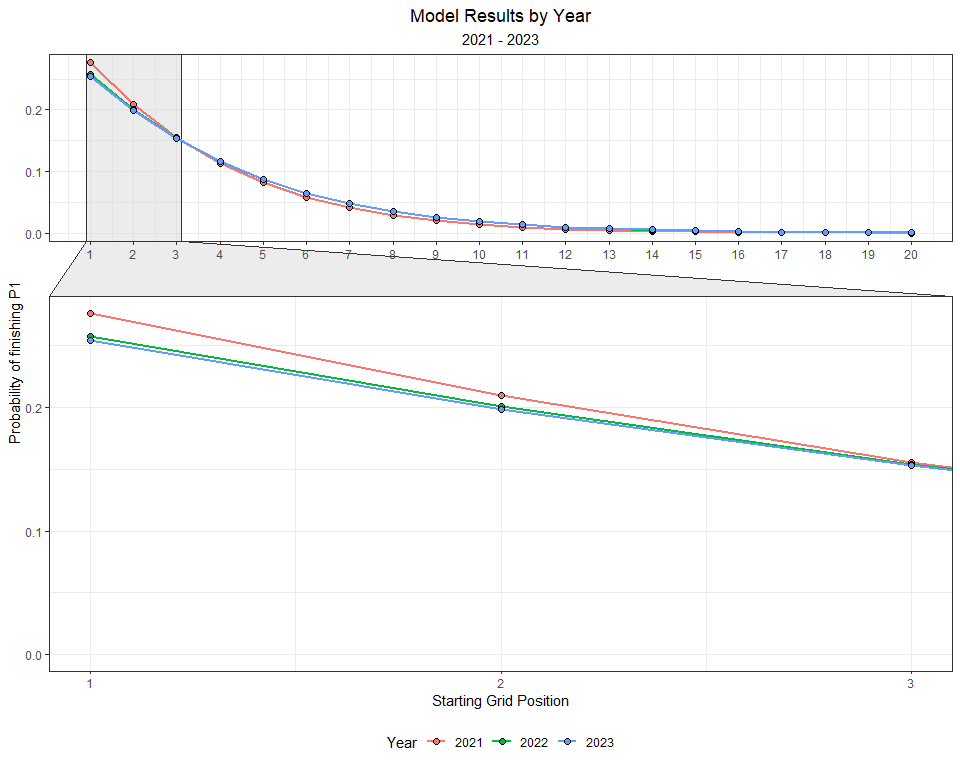 Model Results by Year
2021 - 2023
0.2
0.1
0.0
1 2 3 4 5 6 7 8 9 10 11 12 13 14 15 16 17 18 19 20
Probability of finishing P1
0.2
0.1
0.0
1 2 3
Starting Grid Position
Year 2021 2022 2023